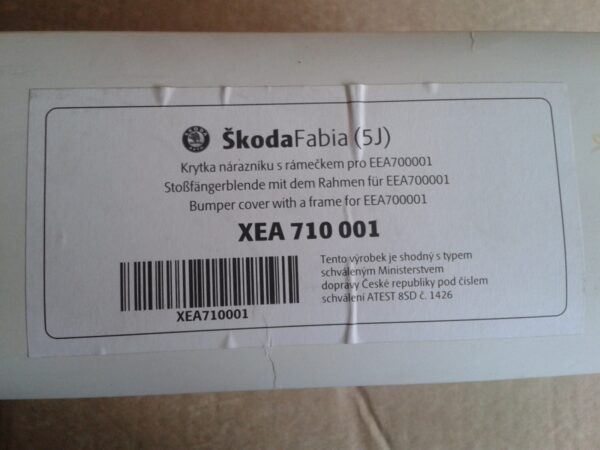 ŠkodaFabia (5J)
Krytka nárazníku s rámečkem pro EEA700001
Stoßfängerblende mit dem Rahmen für EEA700001
Bumper cover with a frame for EEA700001
XEA 710 001
Tento výrobek je shodný s typem
schváleným Ministerstvem
dopravy České republiky pod číslem
schválení ATEST 8SD č. 1426
XEA710001